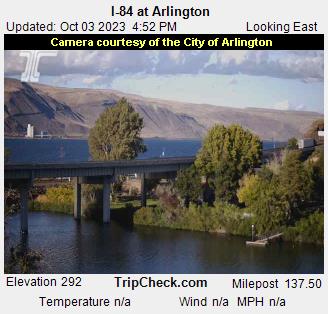 I-84 at Arlington
Updated: Oct 03 2023 4:52 PM Looking East
Camera courtesy of the City of Arlington
Elevation 292 TripCheck.com Milepost 137.50
Temperature n/a Wind n/a MPH n/a